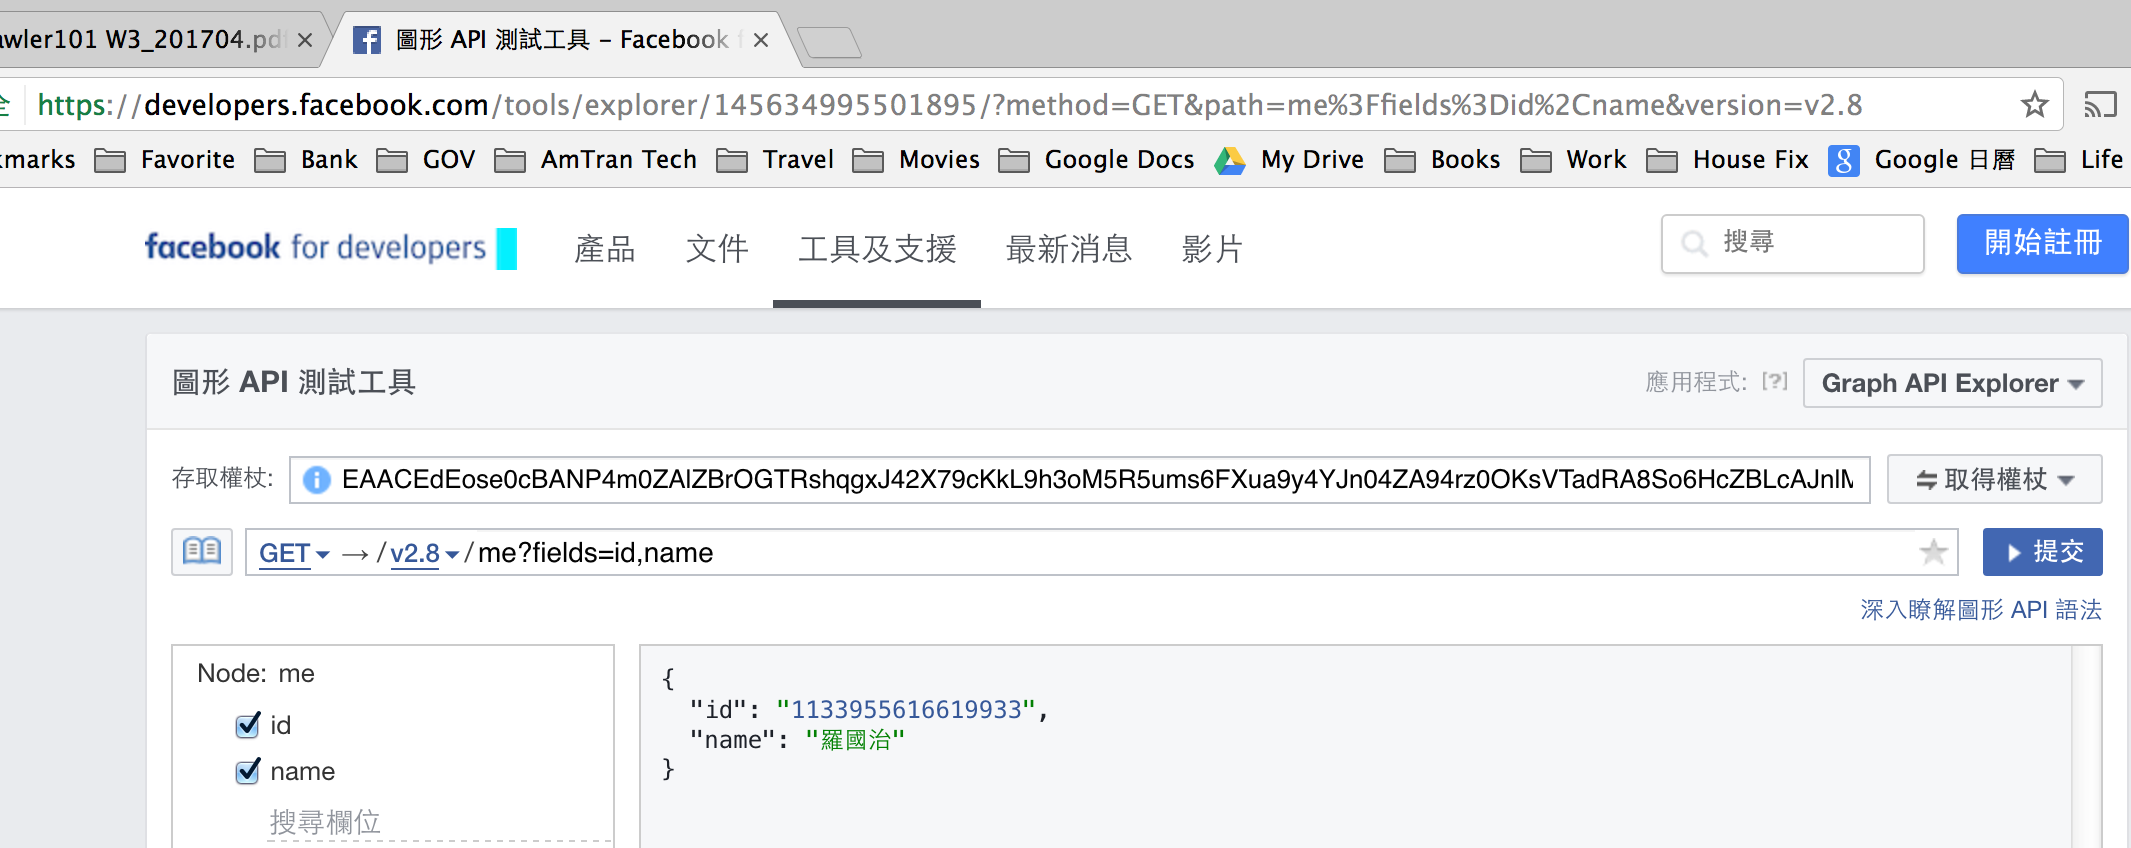 awler101 W3_201704.pdf
圖形 API 測試工具 – Facebook f
https://developers.facebook.com/tools/explorer/145634995501895/?method=GET&path=me%3Ffields%3Did%2Cname&version=v2.8
kmarks Favorite Bank GOV AmTran Tech Travel Movies Google Docs My Drive Books Work House Fix Google 日曆 Life
facebook for developers 產品 文件 工具及支援 最新消息 影片 搜尋 開始註冊
圖形 API 測試工具 應用程式: [?] Graph API Explorer
存取權杖: EAACEdEose0cBANP4m0ZAlZBrOGTRshqgxJ42X79cKkL9h3oM5R5ums6FXua9y4YJn04ZA94rz0OKsVTadRA8So6HcZBLcAJnlM 取得權杖
GET → / v2.8 / me?fields=id,name 提交
深入瞭解圖形 API 語法
Node: me
id
name
搜尋欄位
{
"id": "1133955616619933",
"name": "羅國治"
}